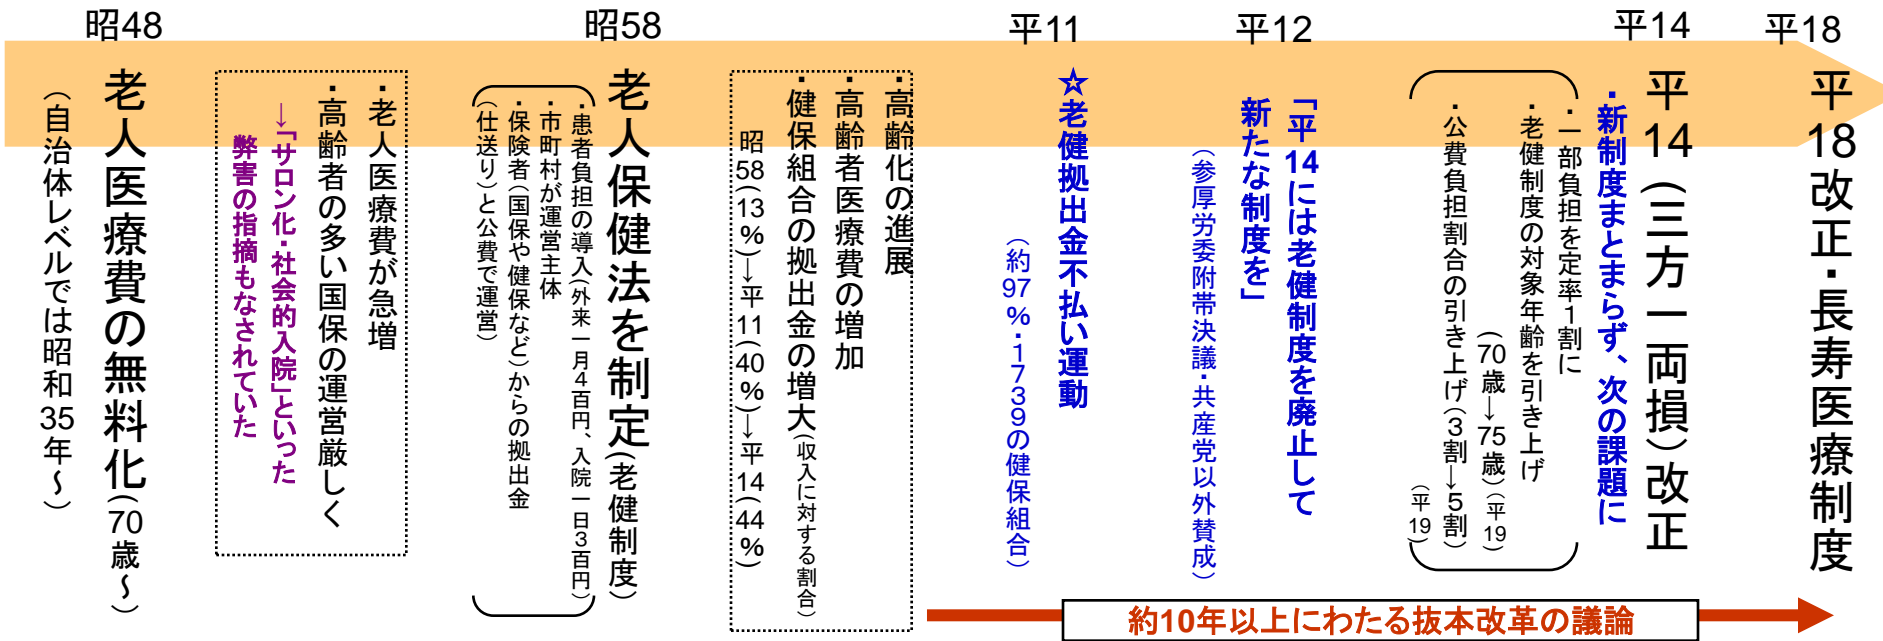 昭48
老人医療費の無料化(70歳~)
(自治体レベルでは昭和35年~)
・老人医療費が急増
・高齢者の多い国保の運営厳しく
→「サロン化・社会的入院」といった
弊害の指摘もなされていた
昭58
老人保健法を制定(老健制度)
・患者負担の導入(外来一月4百円、入院一日3百円)
・市町村が運営主体
・保険者(国保や健保など)からの拠出金
(仕送り)と公費で運営)
・高齢化の進展
・高齢者医療費の増加
・健保組合の拠出金の増大(収入に対する割合)
昭58(13%)→平11(40%)→平14(44%)
平11
☆老健拠出金不払い運動
(約97%・1739の健保組合)
平12
「平14には老健制度を廃止して
新たな制度を」
(参厚労委附帯決議・共産党以外賛成)
平14
平14(三方一両損)改正
・新制度まとまらず、次の課題に
・一部負担を定率1割に
・老健制度の対象年齢を引き上げ
(70歳→75歳)(平19)
・公費負担割合の引き上げ(3割→5割)
(平19)
平18
平18改正・長寿医療制度
約10年以上にわたる抜本改革の議論